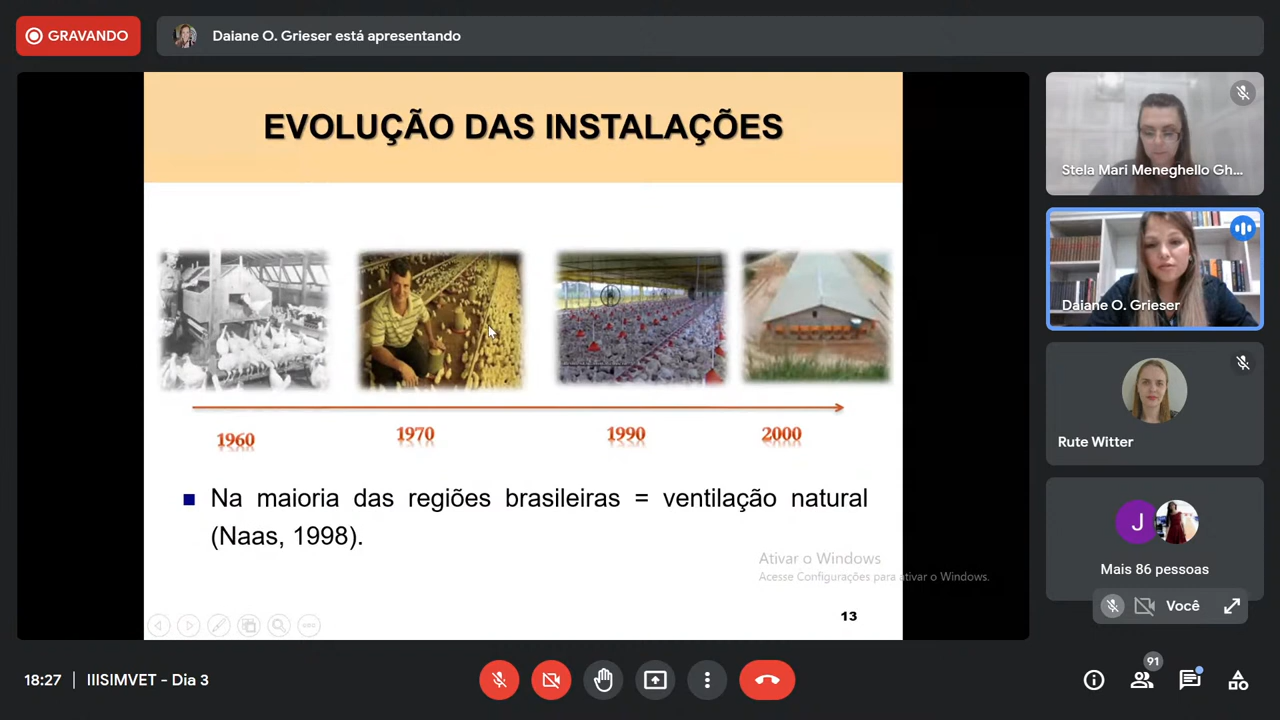 GRAVANDO
Daiane O. Grieser está apresentando
EVOLUÇÃO DAS INSTALAÇÕES
1960
1970
1990
2000
Na maioria das regiões brasileiras = ventilação natural
(Naas, 1998).
Ativar o Windows
Acesse Configurações para ativar o Windows.
13
Stela Mari Meneghello Gh...
Daiane O. Grieser
Rute Witter
J
Mais 86 pessoas
Você
18:27
IIISIMVET - Dia 3
91